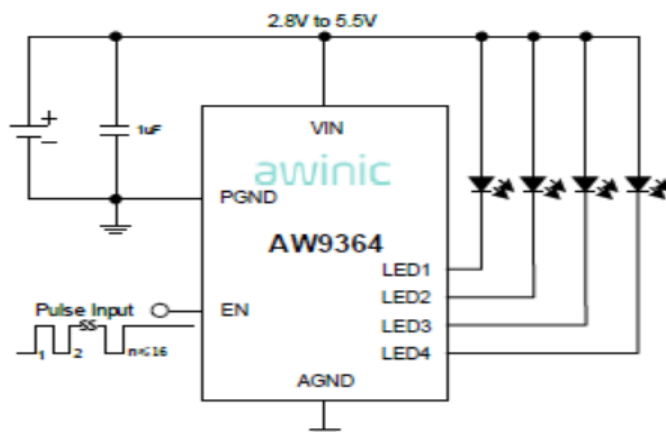 2.8V to 5.5V
+
1uF
−
VIN
awinic
PGND
AW9364
LED1
Pulse Input
EN
LED2
LED3
1 2 n≤16
LED4
AGND